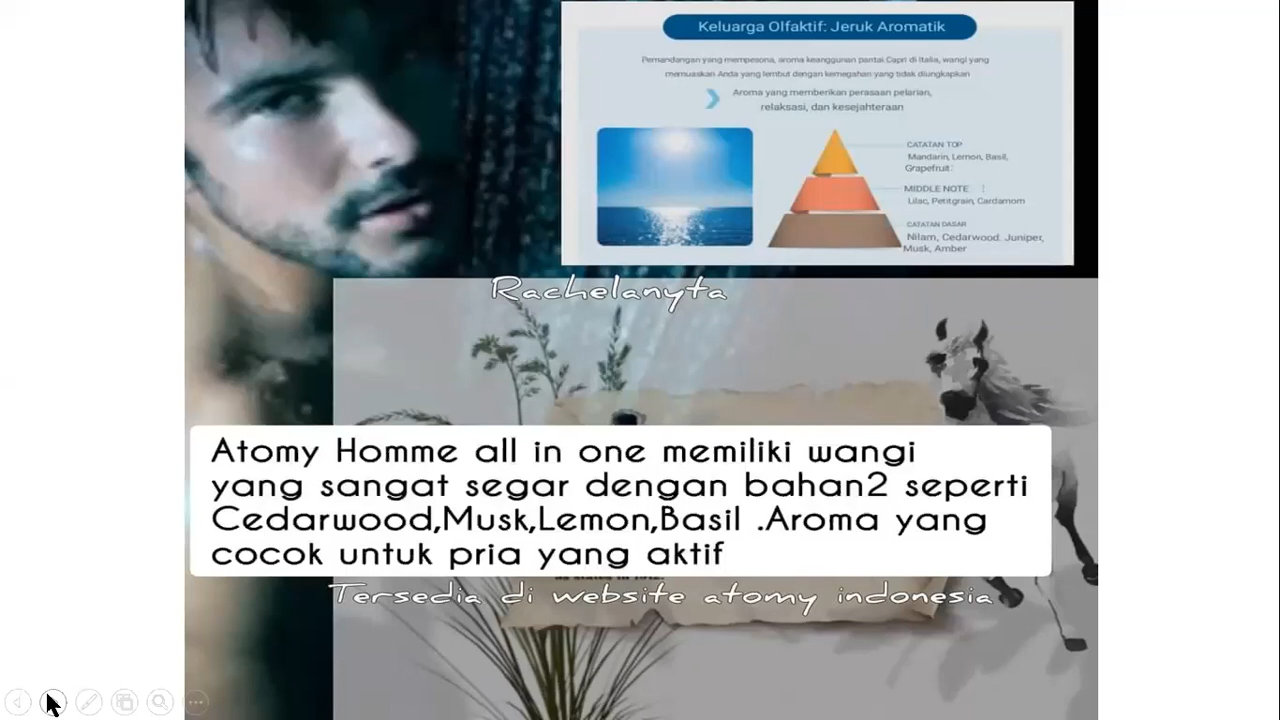 Keluarga Olfaktif: Jeruk Aromatik
Pemandangan yang mempesona, aroma keanggunan pantai Capri di Italia, wangi yang
memuaskan Anda yang lembut dengan kemegahan yang tidak diungkapkan
Aroma yang memberikan perasaan pelarian,
relaksasi, dan kesejahteraan
CATATAN TOP
Mandarin, Lemon, Basil,
Grapefruit
MIDDLE NOTE
Lilac, Petitgrain, Cardamom
CATATAN DASAR
Nilam, Cedarwood. Juniper,
Musk, Amber
Rachelanyta
Atomy Homme all in one memiliki wangi
yang sangat segar dengan bahan2 seperti
Cedarwood,Musk,Lemon,Basil .Aroma yang
cocok untuk pria yang aktif
Tersedia di website atomy indonesia